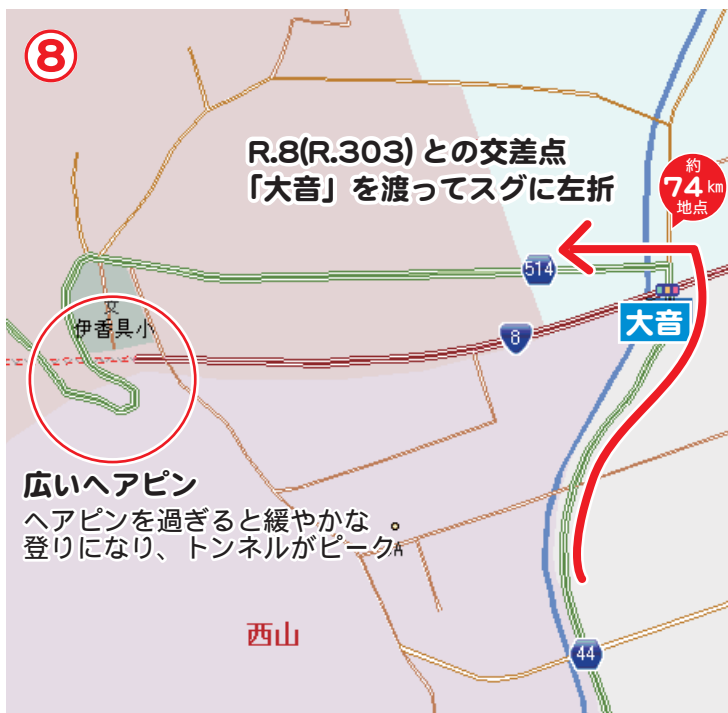 8
R.8(R.303)との交差点
「大音」を渡ってスグに左折
約
74km
地点
514
大音
8
文
伊香具小
広いヘアピン
ヘアピンを過ぎると緩やかな
登りになり、トンネルがピーク
西山
44